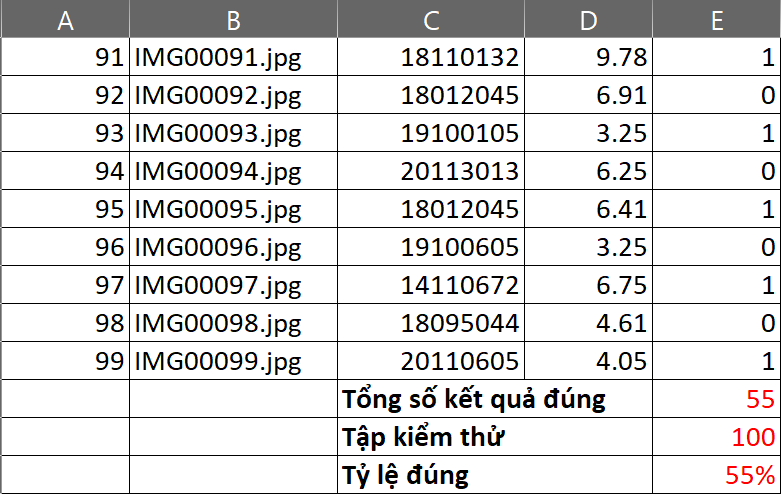 A B C D E
91 IMG00091.jpg 18110132 9.78 1
92 IMG00092.jpg 18012045 6.91 0
93 IMG00093.jpg 19100105 3.25 1
94 IMG00094.jpg 20113013 6.25 0
95 IMG00095.jpg 18012045 6.41 1
96 IMG00096.jpg 19100605 3.25 0
97 IMG00097.jpg 14110672 6.75 1
98 IMG00098.jpg 18095044 4.61 0
99 IMG00099.jpg 20110605 4.05 1
Tổng số kết quả đúng 55
Tập kiểm thử 100
Tỷ lệ đúng 55%